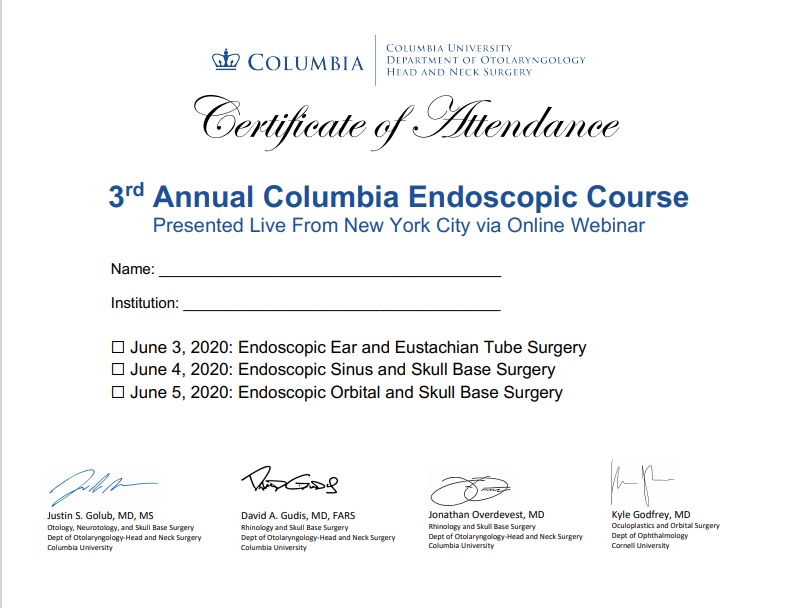 COLUMBIA
COLUMBIA UNIVERSITY
DEPARTMENT OF OTOLARYNGOLOGY
HEAD AND NECK SURGERY
Certificate of Attendance
3rd Annual Columbia Endoscopic Course
Presented Live From New York City via Online Webinar
Name: ____________________________________
Institution: __________________________________
☐ June 3, 2020: Endoscopic Ear and Eustachian Tube Surgery
☐ June 4, 2020: Endoscopic Sinus and Skull Base Surgery
☐ June 5, 2020: Endoscopic Orbital and Skull Base Surgery
Justin S. Golub, MD, MS
Otology, Neurotology, and Skull Base Surgery
Dept of Otolaryngology-Head and Neck Surgery
Columbia University
David A. Gudis, MD, FARS
Rhinology and Skull Base Surgery
Dept of Otolaryngology-Head and Neck Surgery
Columbia University
Jonathan Overdevest, MD
Rhinology and Skull Base Surgery
Dept of Otolaryngology-Head and Neck Surgery
Columbia University
Kyle Godfrey, MD
Oculoplastics and Orbital Surgery
Dept of Ophthalmology
Cornell University